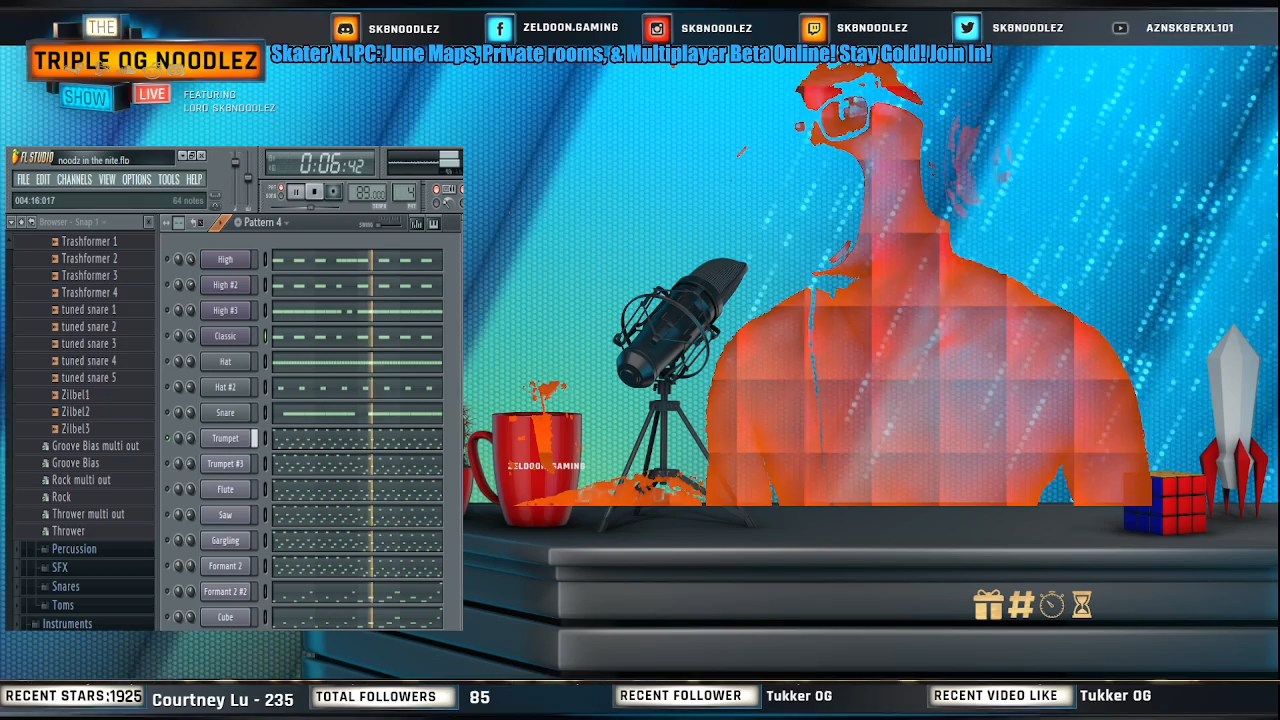 THE
TRIPLE OG NOODLEZ
SHOW
LIVE
FEATURING
LORD SK8NOODLEZ
SK8NOODLEZ
ZELDOON.GAMING
SK8NOODLEZ
SK8NOODLEZ
SK8NOODLEZ
AZNSK8ERXL101
Skater XL PC: June Maps, Private rooms, & Multiplayer Beta Online! Stay Gold! Join In!
FL STUDIO
noodz in the nite.flp
0:06:42
FILE EDIT CHANNELS VIEW OPTIONS TOOLS HELP
004:16:017
64 notes
89.000
4
Browser - Snap 1
Pattern 4
Trashformer 1
Trashformer 2
Trashformer 3
Trashformer 4
tuned snare 1
tuned snare 2
tuned snare 3
tuned snare 4
tuned snare 5
Zilbel1
Zilbel2
Zilbel3
Groove Bias multi out
Groove Bias
Rock multi out
Rock
Thrower multi out
Thrower
Percussion
SFX
Snares
Toms
Instruments
High
High #2
High #3
Classic
Hat
Hat #2
Snare
Trumpet
Trumpet #3
Flute
Saw
Gargling
Formant 2
Formant 2 #2
Cube
ZELDOON.GAMING
#
RECENT STARS:1925
Courtney Lu - 235
TOTAL FOLLOWERS
85
RECENT FOLLOWER
Tukker OG
RECENT VIDEO LIKE
Tukker OG